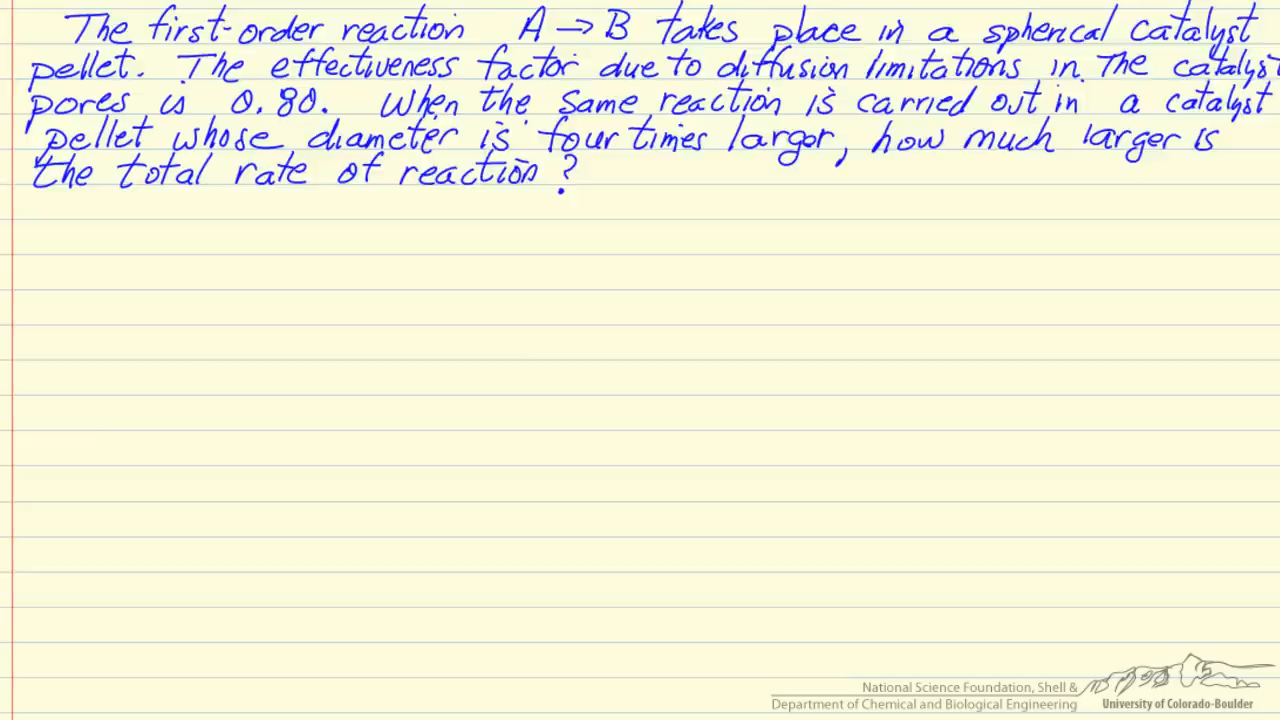 The first-order reaction A → B takes place in a spherical catalyst
pellet. The effectiveness factor due to diffusion limitations in the catalyst
pores is 0.80. When the same reaction is carried out in a catalyst
pellet whose diameter is four times larger, how much larger is
the total rate of reaction?
National Science Foundation, Shell &
Department of Chemical and Biological Engineering
University of Colorado-Boulder